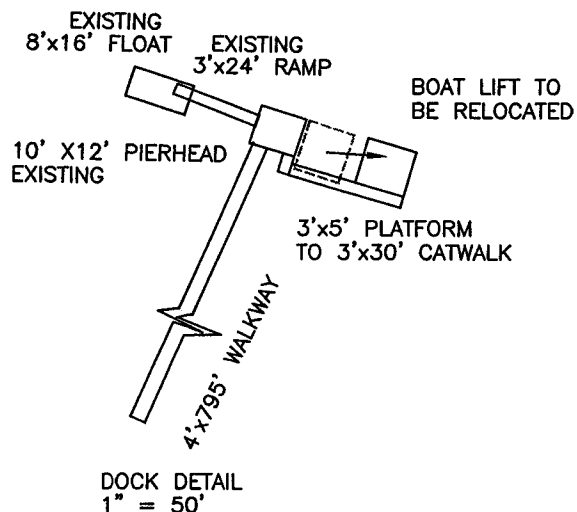 EXISTING
8'x16' FLOAT
EXISTING
3'x24' RAMP
BOAT LIFT TO
BE RELOCATED
10' X12' PIERHEAD
EXISTING
3'x5' PLATFORM
TO 3'x30' CATWALK
4'x795' WALKWAY
DOCK DETAIL
1" = 50'